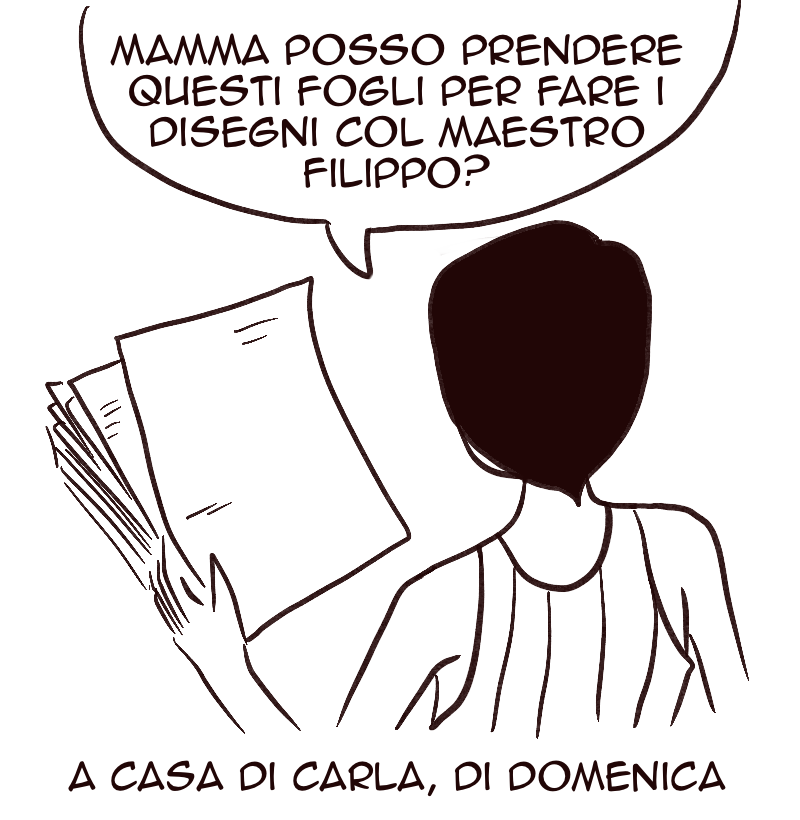 MAMMA POSSO PRENDERE
QUESTI FOGLI PER FARE I
DISEGNI COL MAESTRO
FILIPPO?
A CASA DI CARLA, DI DOMENICA